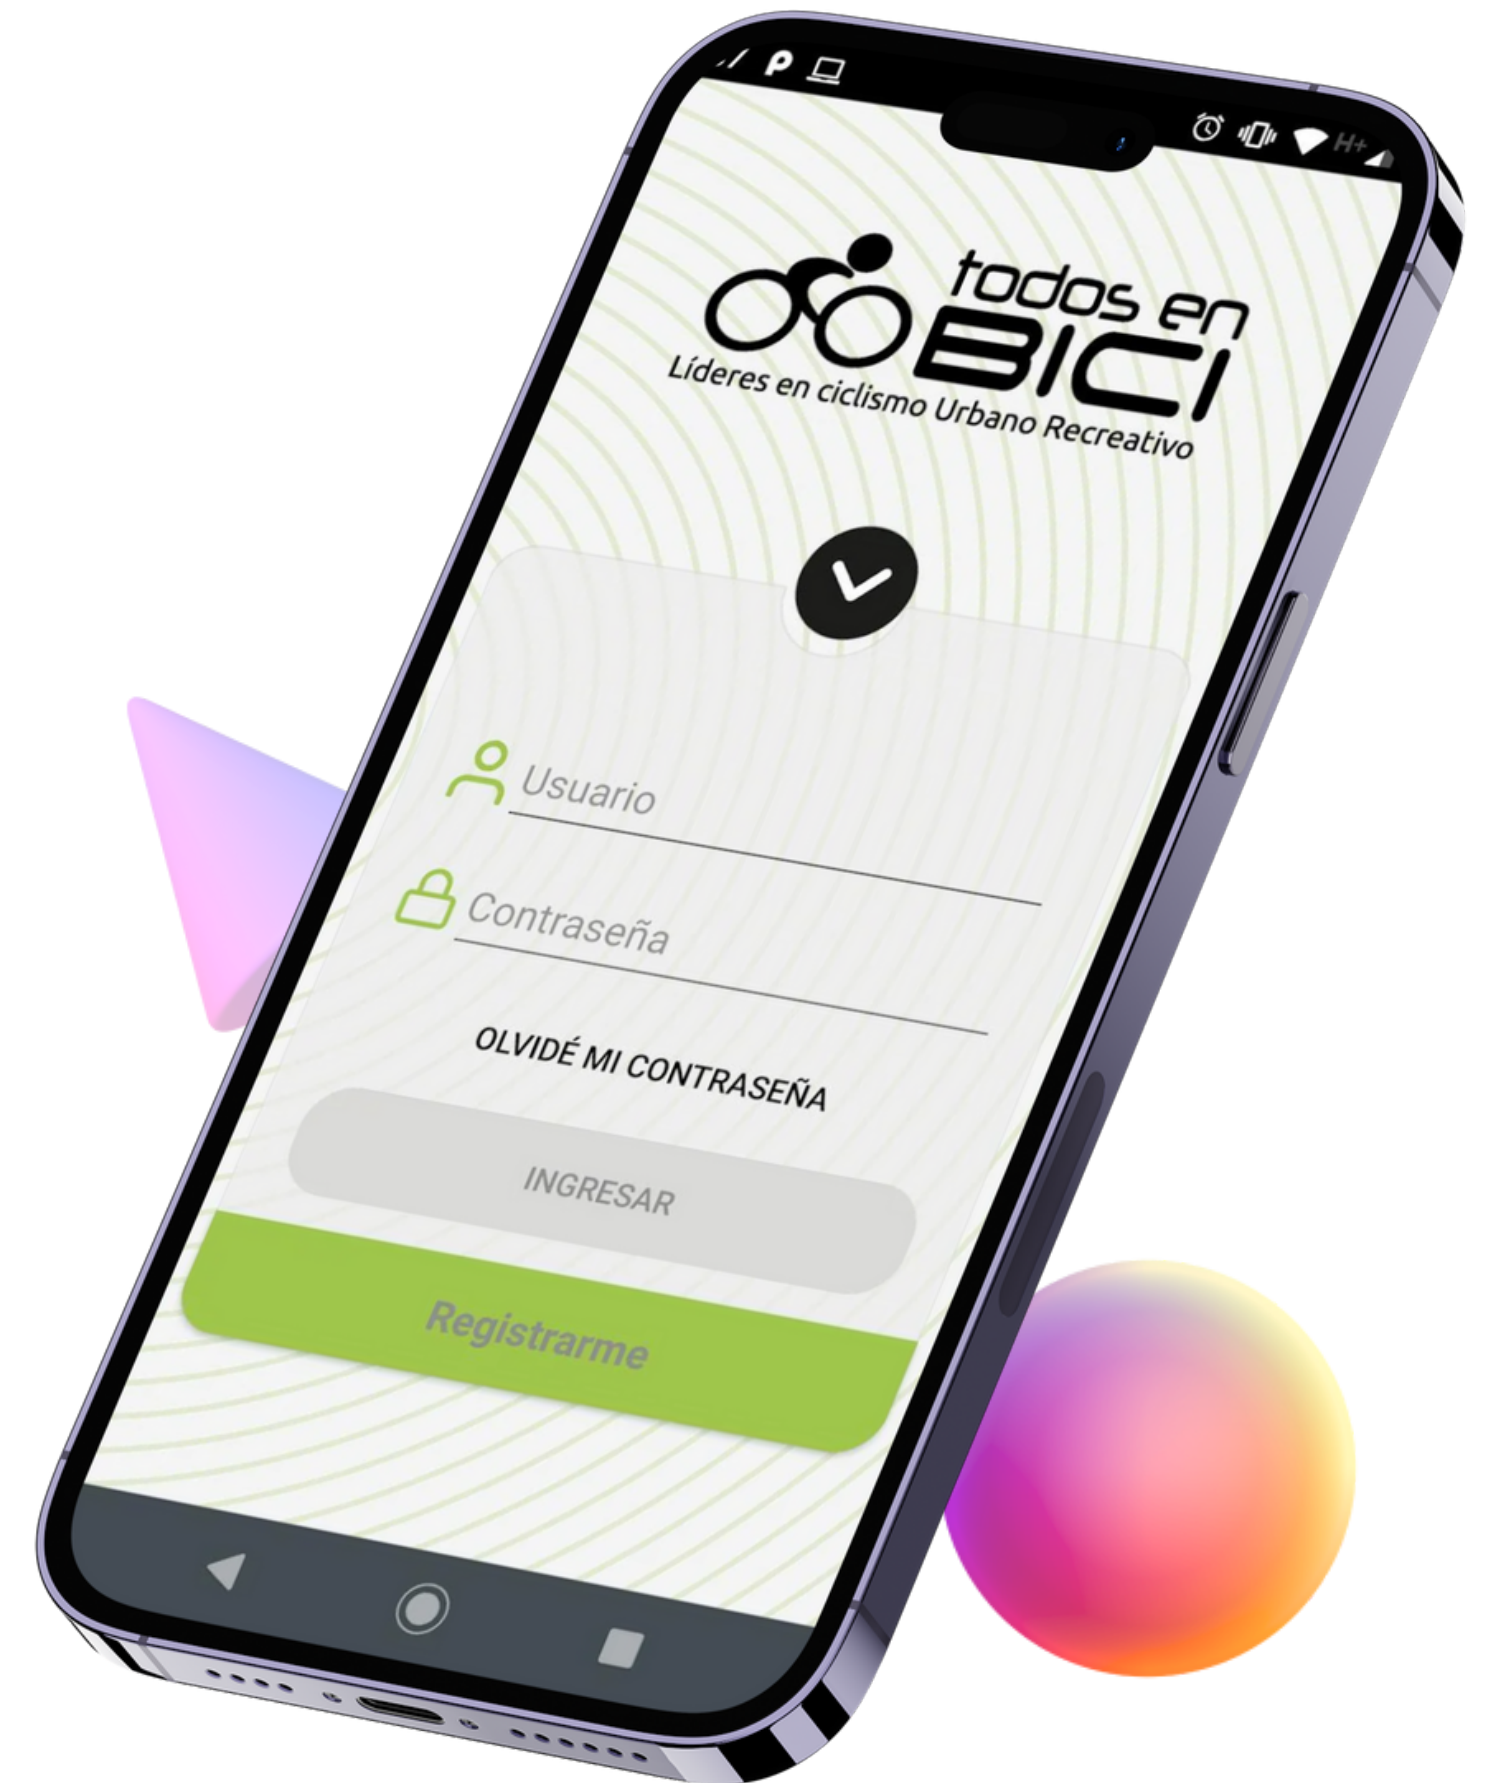 H+
todos en
BICI
Líderes en ciclismo Urbano Recreativo
Usuario
Contraseña
OLVIDÉ MI CONTRASEÑA
INGRESAR
Registrarme